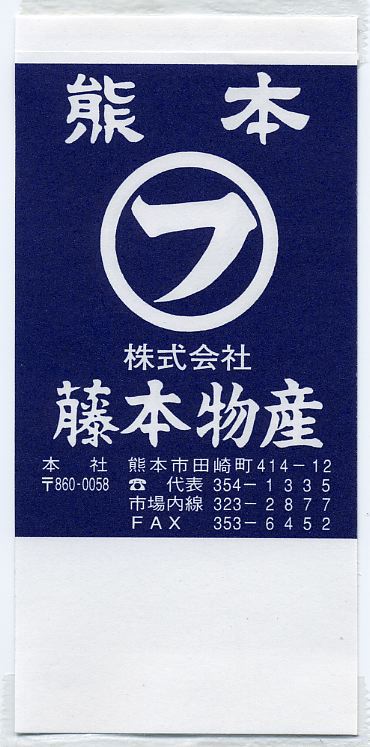 熊本
フ
株式会社
藤本物産
本社 熊本市田崎町414-12
〒860-0058 ☎ 代表 354-1335
市場内線 323-2877
FAX 353-6452